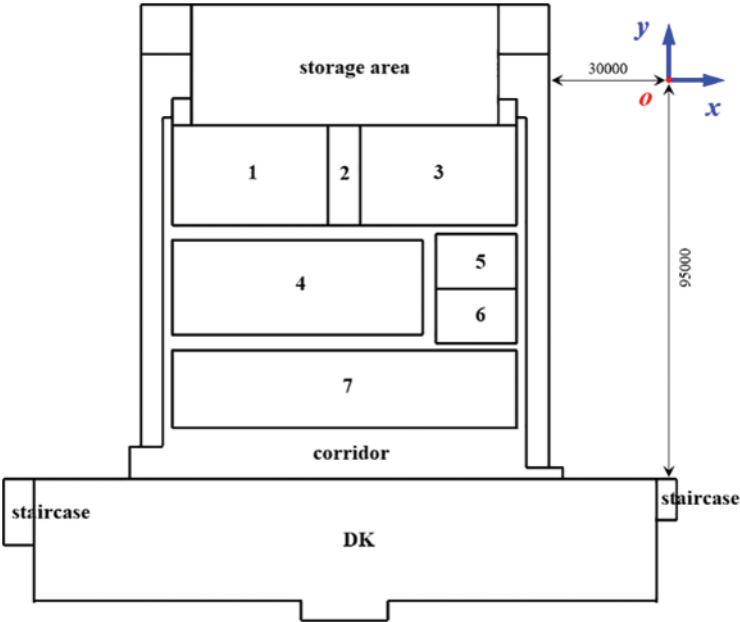 storage area
y
30000
o
x
1
2
3
4
5
6
95000
7
corridor
staircase
staircase
DK